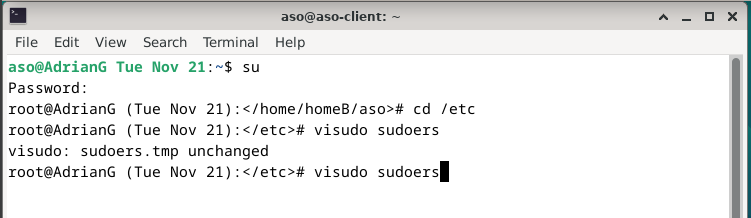 aso@aso-client: ~
File Edit View Search Terminal Help
aso@AdrianG Tue Nov 21:~$ su
Password:
root@AdrianG (Tue Nov 21):</home/homeB/aso># cd /etc
root@AdrianG (Tue Nov 21):</etc># visudo sudoers
visudo: sudoers.tmp unchanged
root@AdrianG (Tue Nov 21):</etc># visudo sudoers